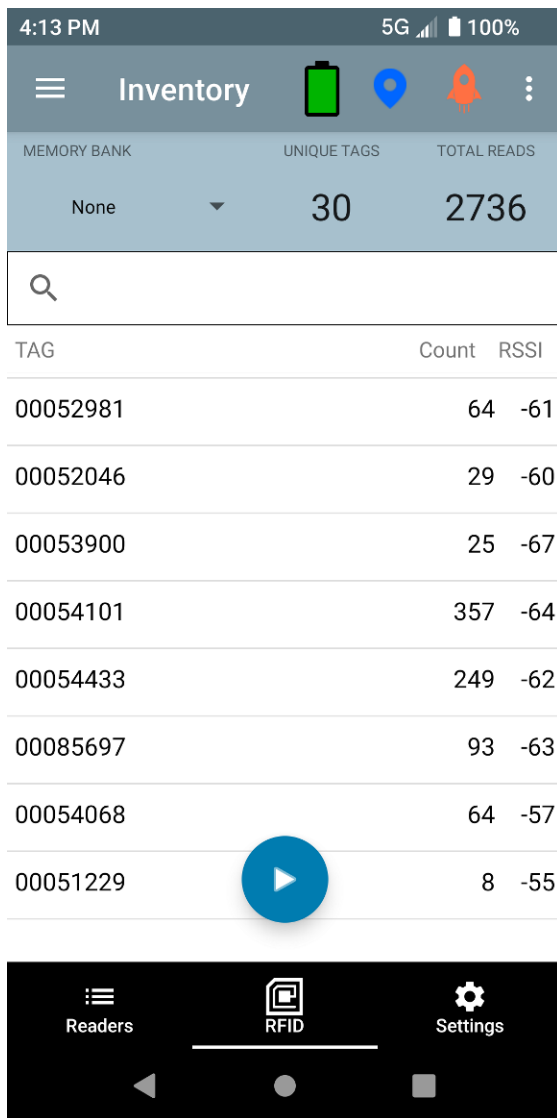 4:13 PM 5G 100%
Inventory
MEMORY BANK UNIQUE TAGS TOTAL READS
None 30 2736
TAG Count RSSI
00052981 64 -61
00052046 29 -60
00053900 25 -67
00054101 357 -64
00054433 249 -62
00085697 93 -63
00054068 64 -57
00051229 8 -55
Readers RFID Settings